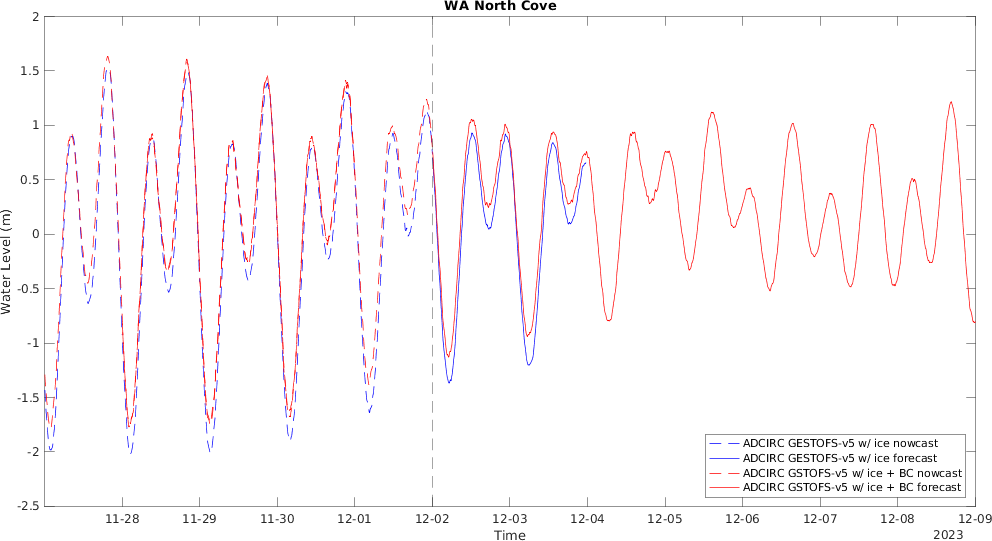 WA North Cove
2
1.5
1
0.5
0
-0.5
-1
-1.5
-2
-2.5
Water Level (m)
ADCIRC GESTOFS-v5 w/ ice nowcast
ADCIRC GESTOFS-v5 w/ ice forecast
ADCIRC GSTOFS-v5 w/ ice + BC nowcast
ADCIRC GSTOFS-v5 w/ ice + BC forecast
11-28 11-29 11-30 12-01 12-02 12-03 12-04 12-05 12-06 12-07 12-08 12-09
Time
2023